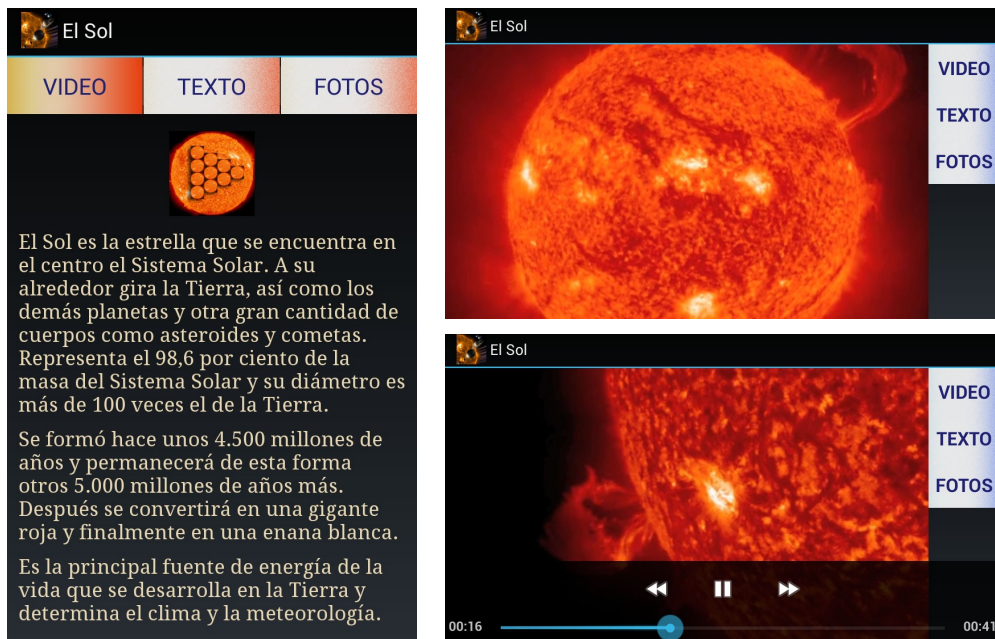 El Sol
VIDEO
TEXTO
FOTOS
El Sol es la estrella que se encuentra en
el centro el Sistema Solar. A su
alrededor gira la Tierra, así como los
demás planetas y otra gran cantidad de
cuerpos como asteroides y cometas.
Representa el 98,6 por ciento de la
masa del Sistema Solar y su diámetro es
más de 100 veces el de la Tierra.
Se formó hace unos 4.500 millones de
años y permanecerá de esta forma
otros 5.000 millones de años más.
Después se convertirá en una gigante
roja y finalmente en una enana blanca.
Es la principal fuente de energía de la
vida que se desarrolla en la Tierra y
determina el clima y la meteorología.
El Sol
VIDEO
TEXTO
FOTOS
El Sol
VIDEO
TEXTO
FOTOS
00:16
00:41